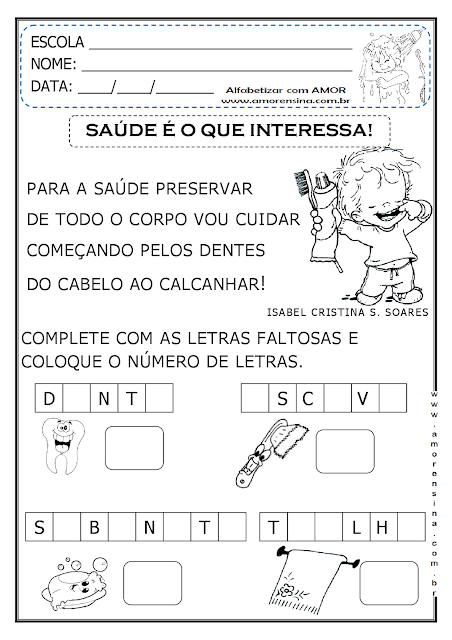 ESCOLA
NOME:
DATA: ____/____/________
Alfabetizar com AMOR
www.amorensina.com.br
SAÚDE É O QUE INTERESSA!
PARA A SAÚDE PRESERVAR
DE TODO O CORPO VOU CUIDAR
COMEÇANDO PELOS DENTES
DO CABELO AO CALCANHAR!
ISABEL CRISTINA S. SOARES
COMPLETE COM AS LETRAS FALTOSAS E
COLOQUE O NÚMERO DE LETRAS.
D N T
S C V
S B N T T
T L H
www.amorensina.com.br